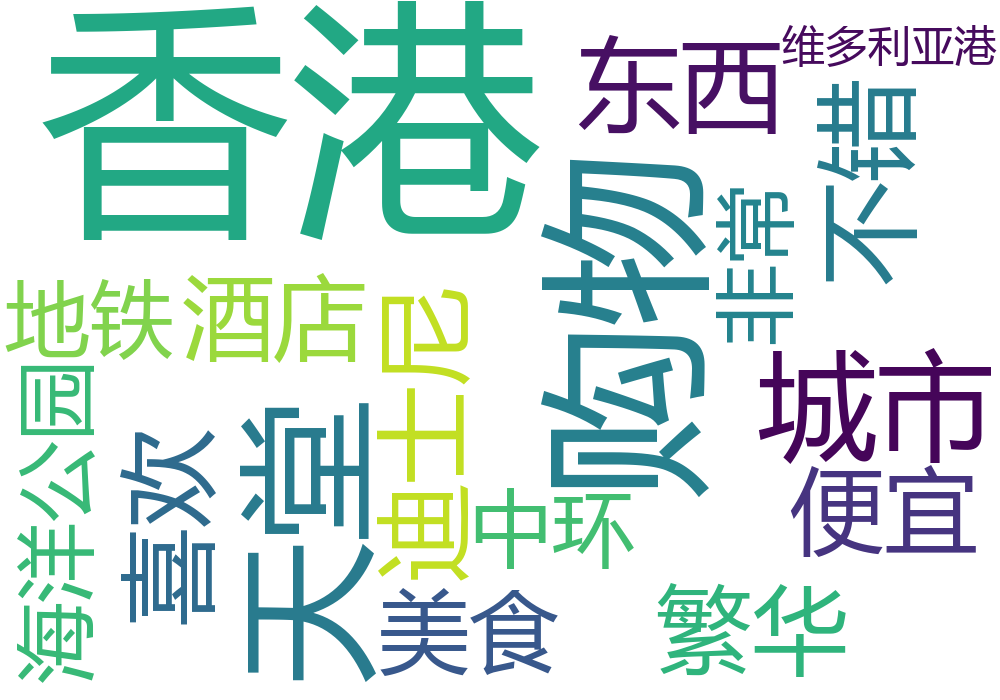 香港
东西
维多利亚港
不错
购物
非常
地铁
酒店
迪士尼
城市
海洋公园
喜欢
天堂
中环
便宜
美食
繁华